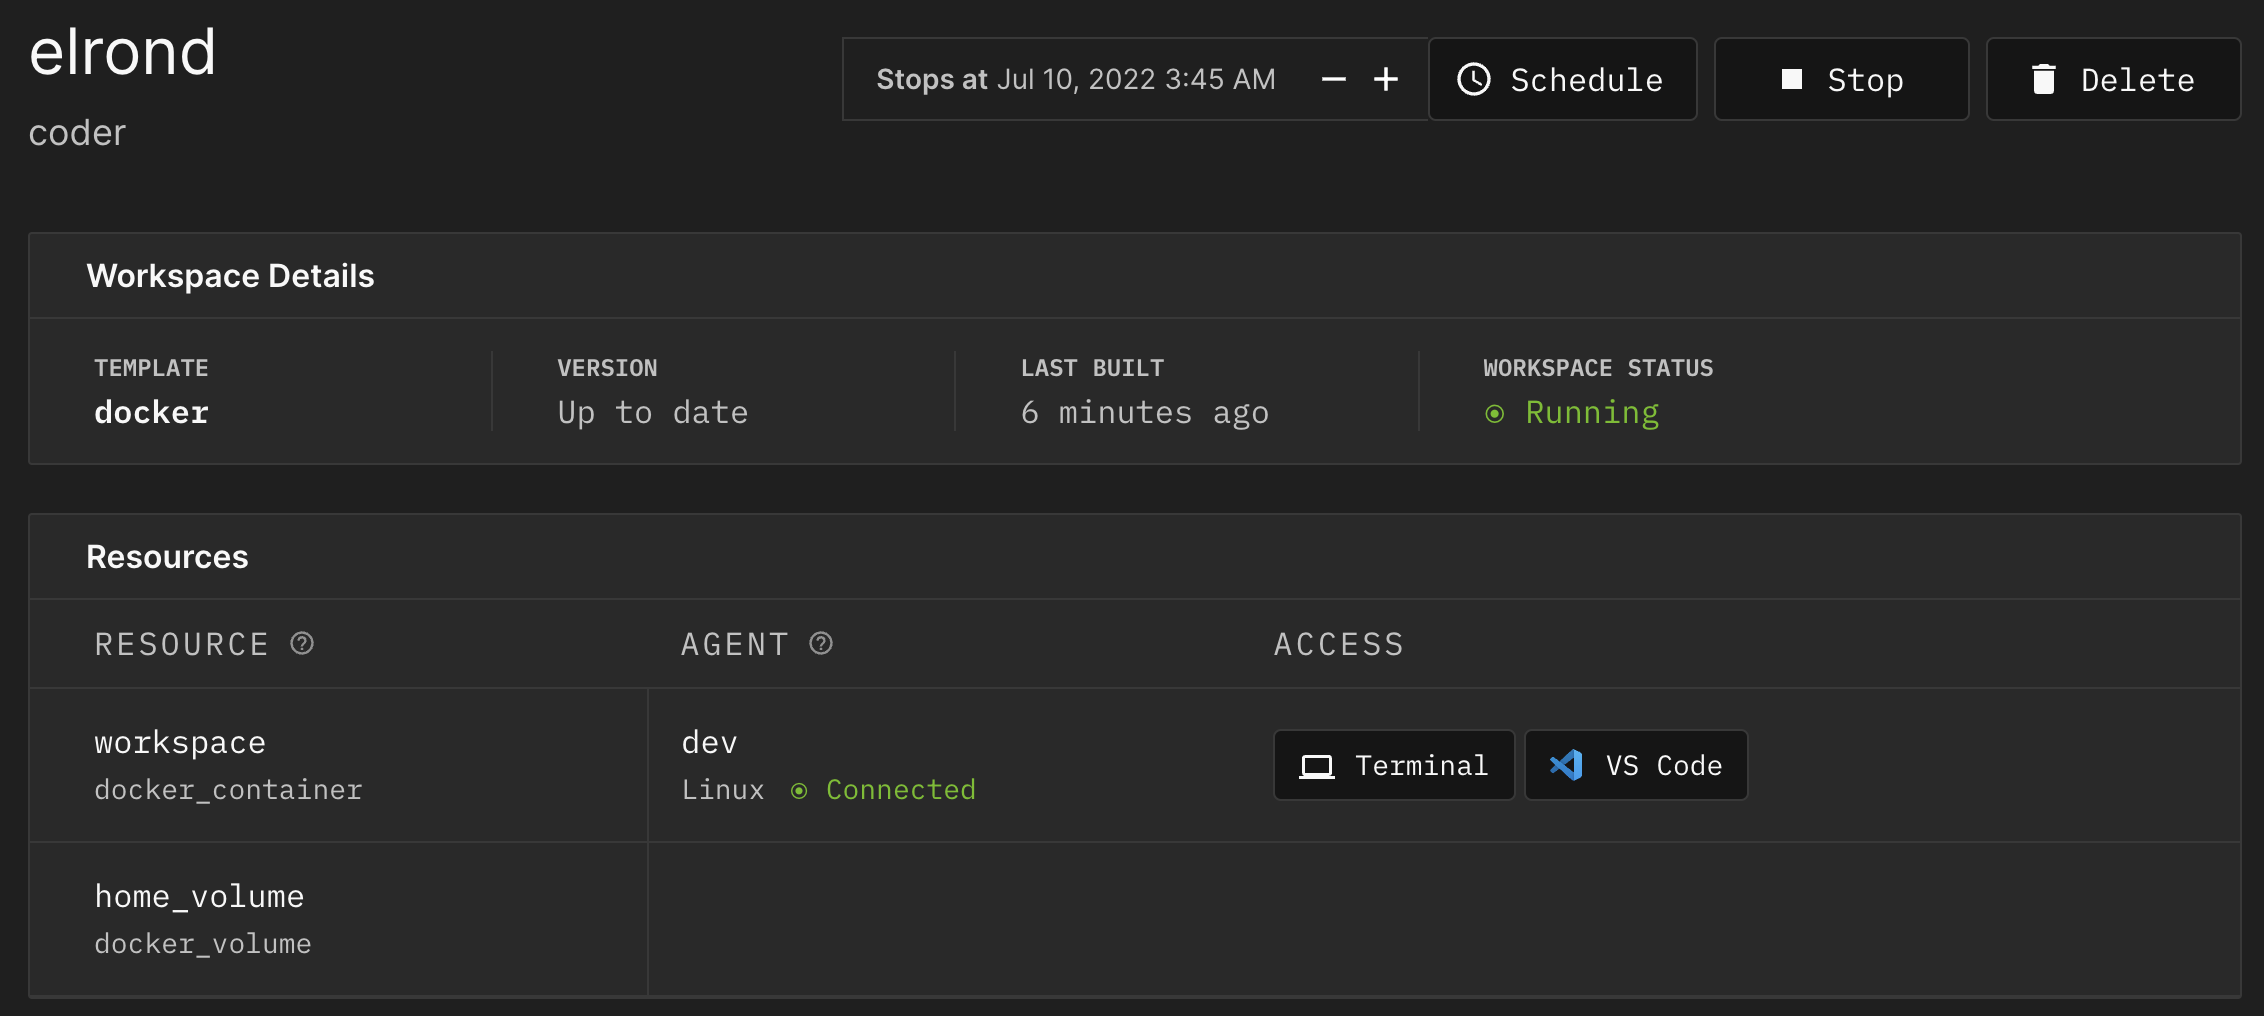 elrond
coder
Stops at Jul 10, 2022 3:45 AM
Schedule
Stop
Delete
Workspace Details
TEMPLATE
docker
VERSION
Up to date
LAST BUILT
6 minutes ago
WORKSPACE STATUS
Running
Resources
RESOURCE
AGENT
ACCESS
workspace
docker_container
dev
Linux Connected
Terminal
VS Code
home_volume
docker_volume